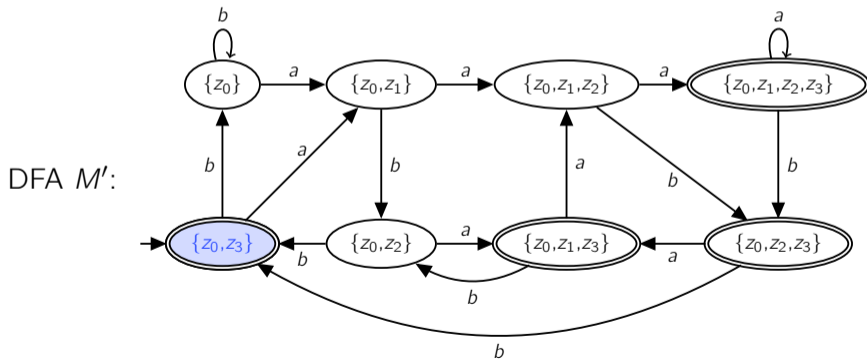 b a
{z₀} a {z₀,z₁} a {z₀,z₁,z₂} a {z₀,z₁,z₂,z₃}
b a b a b b
DFA M′:
{z₀,z₃} b {z₀,z₂} a {z₀,z₁,z₃} a {z₀,z₂,z₃}
b
b